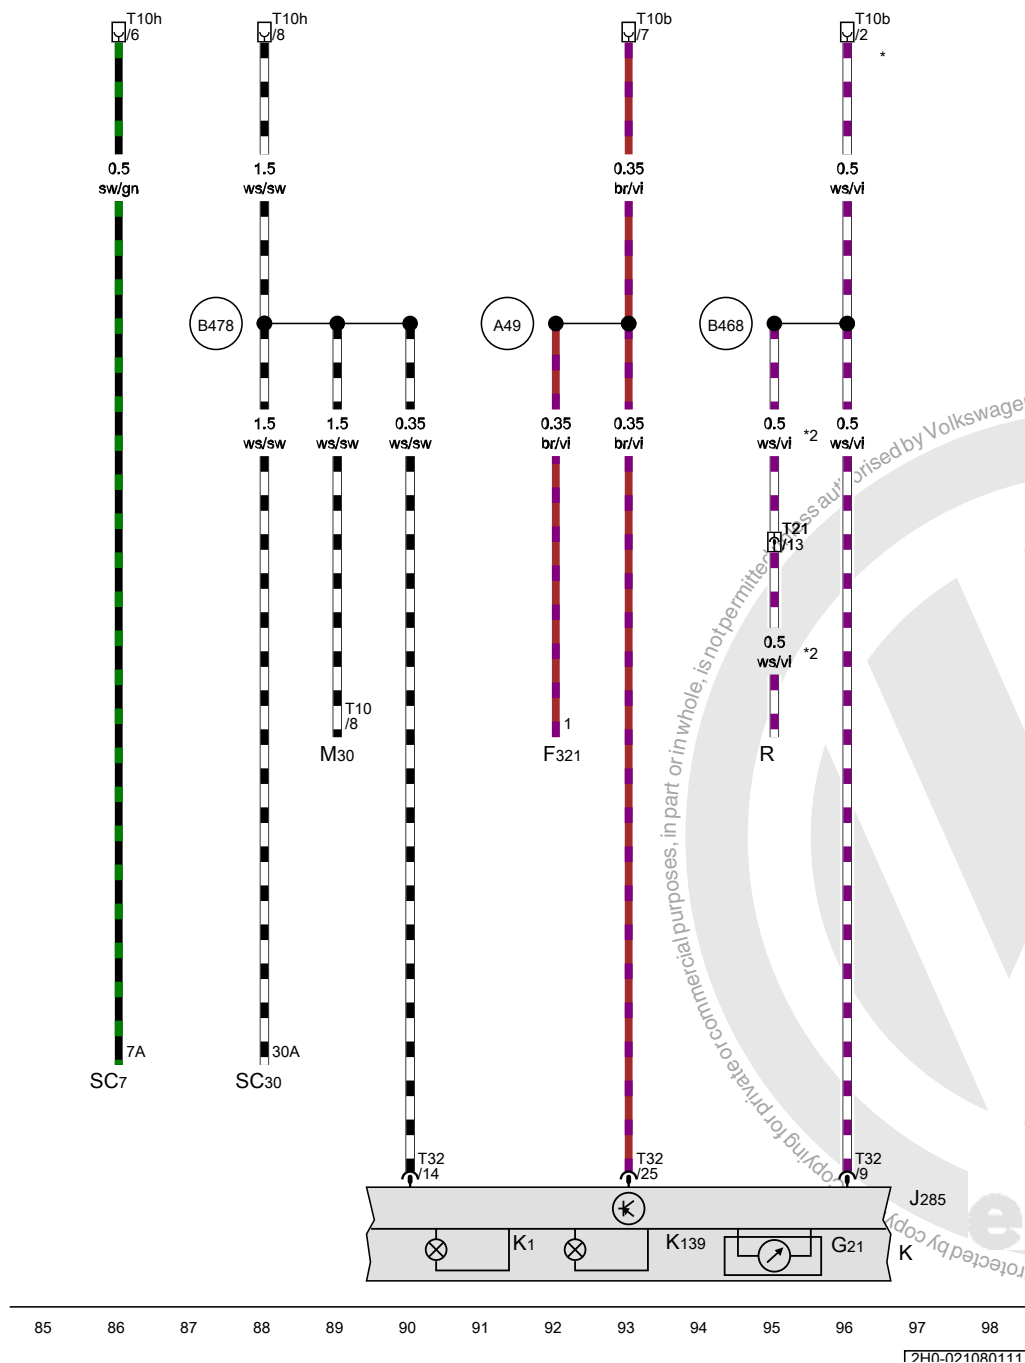 T10h
/6
T10h
/8
T10b
/7
T10b
/2
*
0.5
sw/gn
1.5
ws/sw
0.35
br/vi
0.5
ws/vi
B478
A49
B468
1.5
ws/sw
1.5
ws/sw
0.35
ws/sw
0.35
br/vi
0.35
br/vi
0.5
ws/vi
*2
0.5
ws/vi
T21
/13
0.5
ws/vi
*2
T10
/8
M30
1
F321
R
7A
SC7
30A
SC30
T32
/14
T32
/25
T32
/9
J285
K1
K139
G21
K
85 86 87 88 89 90 91 92 93 94 95 96 97 98
2H0-021080111
Copying for private or commercial purposes, in part or in whole, is not permitted
by Volkswagen
by copy